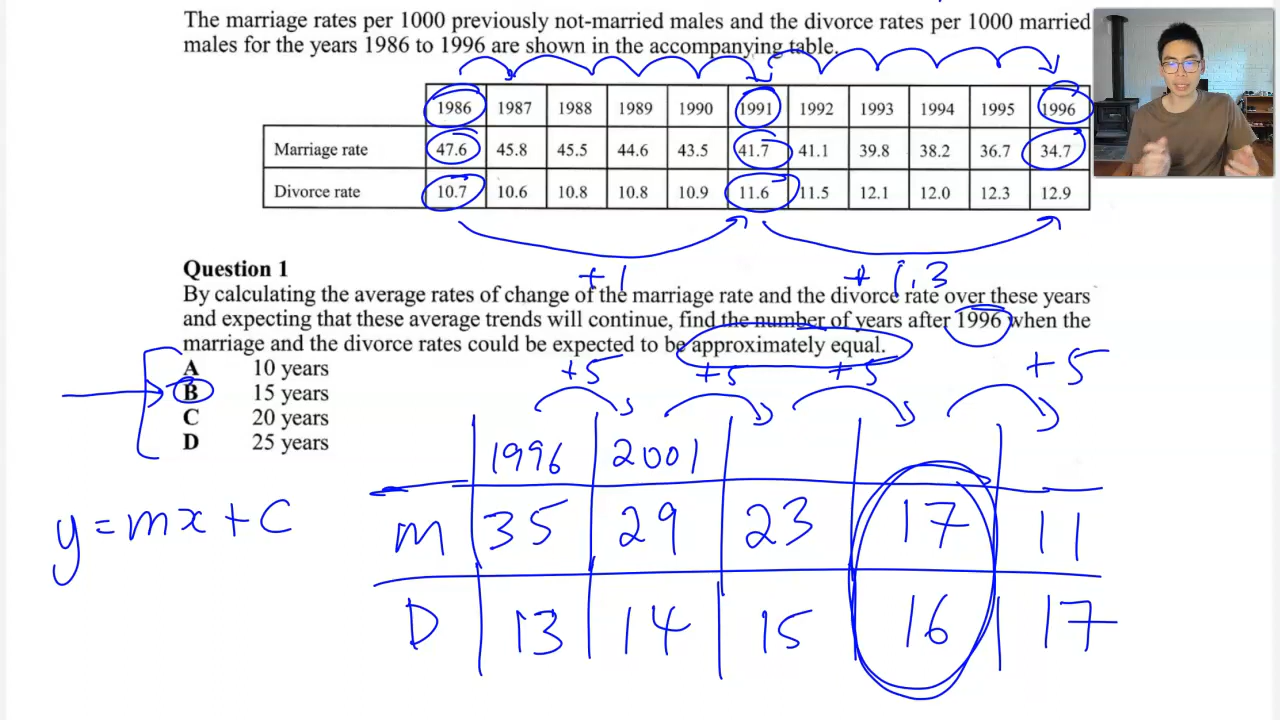 The marriage rates per 1000 previously not-married males and the divorce rates per 1000 married
males for the years 1986 to 1996 are shown in the accompanying table.
1986 1987 1988 1989 1990 1991 1992 1993 1994 1995 1996
Marriage rate 47.6 45.8 45.5 44.6 43.5 41.7 41.1 39.8 38.2 36.7 34.7
Divorce rate 10.7 10.6 10.8 10.8 10.9 11.6 11.5 12.1 12.0 12.3 12.9
+1 +1.3
Question 1
By calculating the average rates of change of the marriage rate and the divorce rate over these years
and expecting that these average trends will continue, find the number of years after 1996 when the
marriage and the divorce rates could be expected to be approximately equal.
A 10 years
B 15 years
C 20 years
D 25 years
+5 +5 +5 +5
1996 2001
y=mx+c
M 35 29 23 17 11
D 13 14 15 16 17